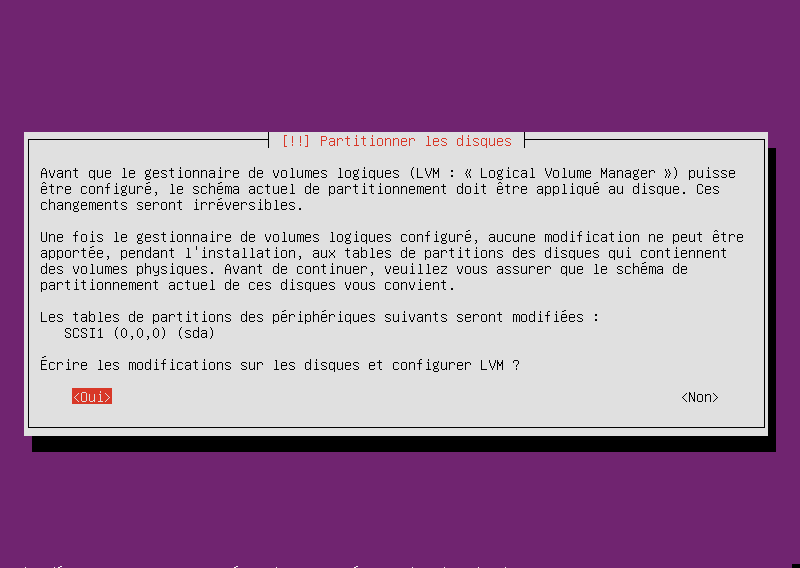 [!!] Partitionner les disques
Avant que le gestionnaire de volumes logiques (LVM : « Logical Volume Manager ») puisse
être configuré, le schéma actuel de partitionnement doit être appliqué au disque. Ces
changements seront irréversibles.
Une fois le gestionnaire de volumes logiques configuré, aucune modification ne peut être
apportée, pendant l'installation, aux tables de partitions des disques qui contiennent
des volumes physiques. Avant de continuer, veuillez vous assurer que le schéma de
partitionnement actuel de ces disques vous convient.
Les tables de partitions des périphériques suivants seront modifiées :
SCSI1 (0,0,0) (sda)
Écrire les modifications sur les disques et configurer LVM ?
<Oui> <Non>